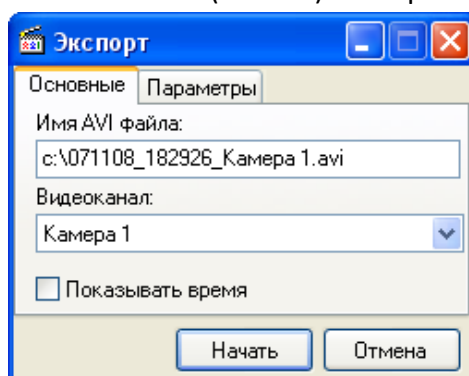 Экспорт
Основные Параметры
Имя AVI файла:
c:\071108_182926_Камера 1.avi
Видеоканал:
Камера 1
Показывать время
Начать Отмена